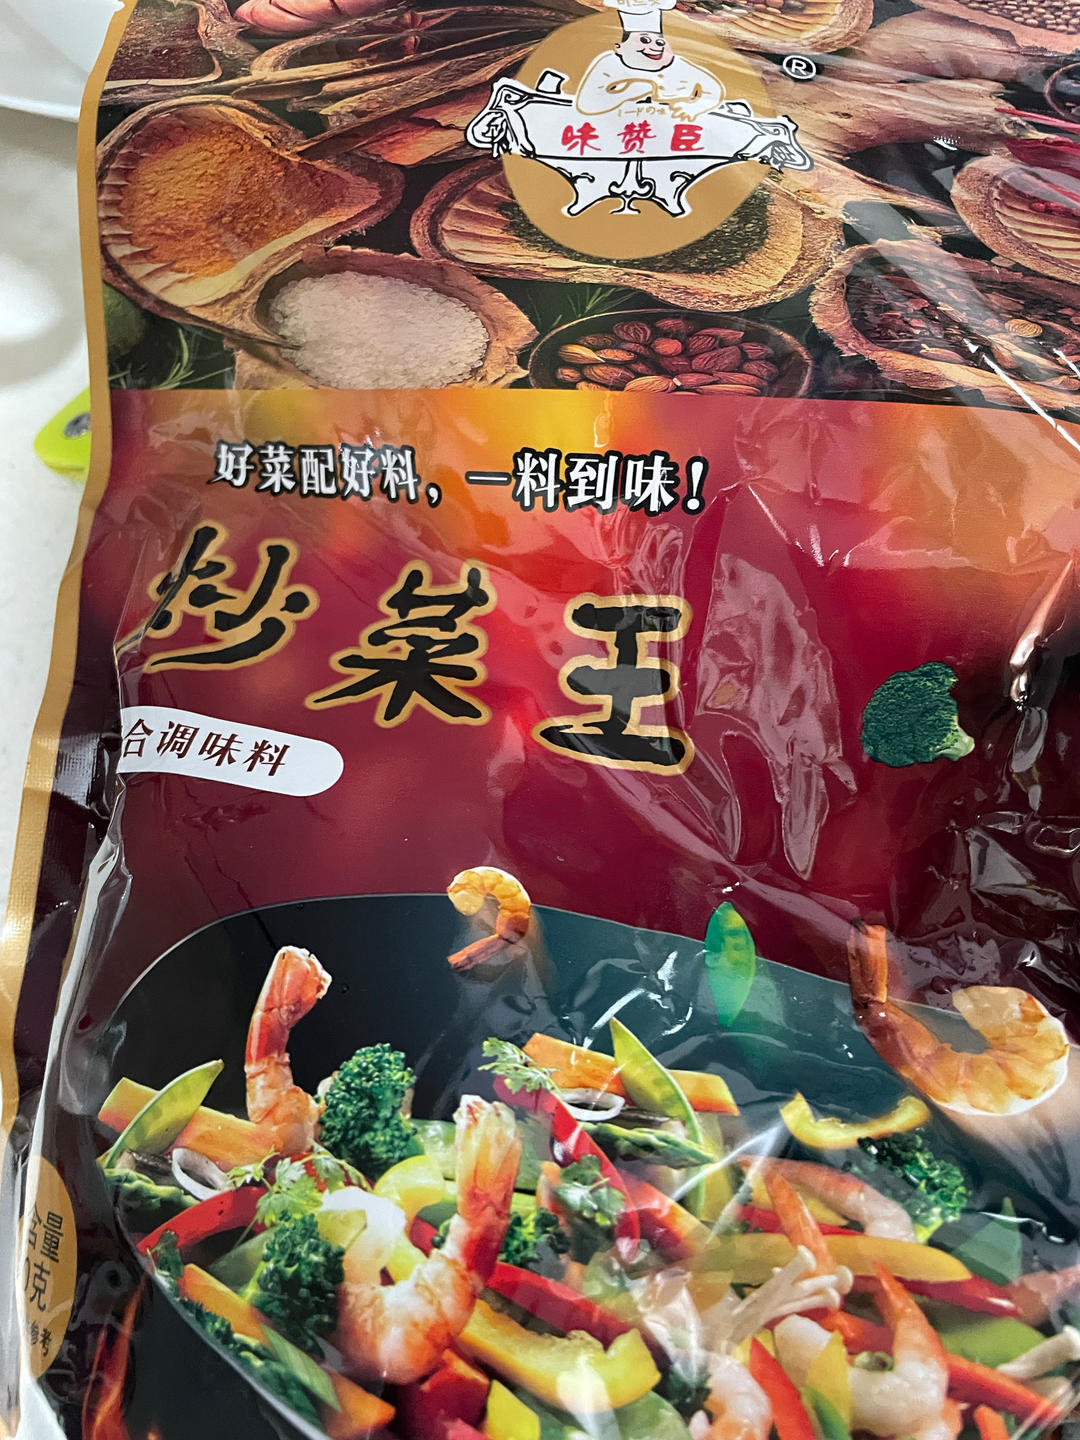 ®
味赞臣
好菜配好料，一料到味！
炒菜王
合调味料
含量
克
参考